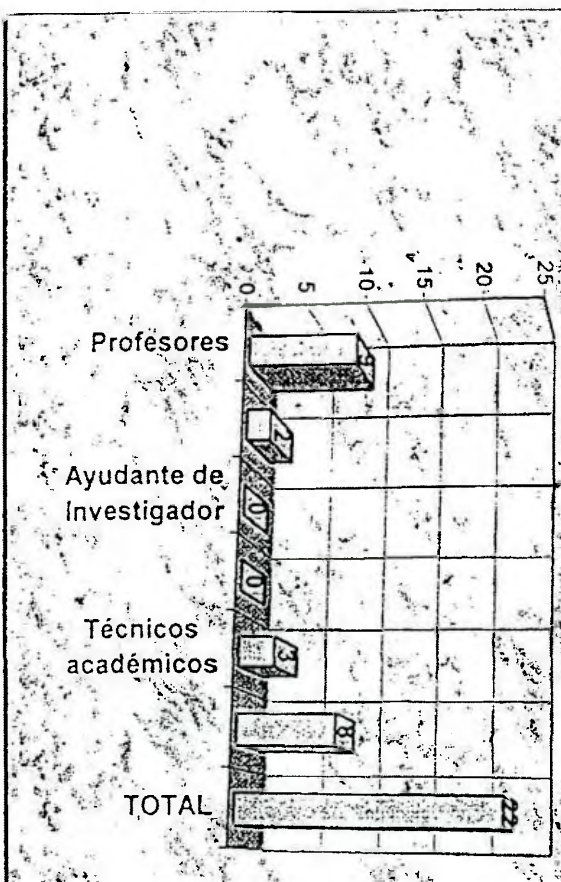 0
5
10
15
20
25
Profesores
9
2
Ayudante de
Investigador
0
0
Técnicos
académicos
3
8
TOTAL
22